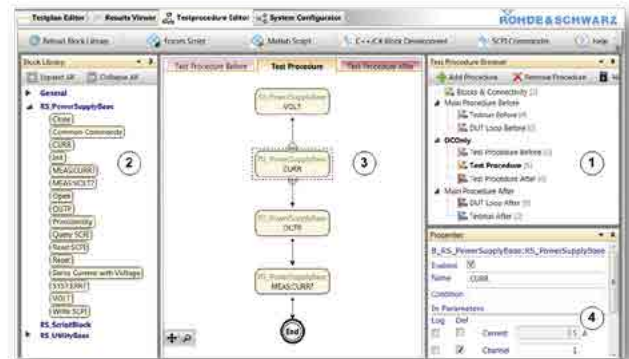 Testplan Editor
Results Viewer
Testprocedure Editor
System Configurator
ROHDE&SCHWARZ
Reload Block Library
Python Script
Matlab Script
C++/C# Block Development
SCPI Commander
Help
Block Library
Expand All
Collapse All
General
RS_PowerSupplyBase
Close
Common Commands
CURR
Init
MEAS:CURR?
MEAS:VOLT?
Open
OUTP
Query SCPI
Read SCPI
Reset
Sense Current with Voltage
SYST:ERR?
VOLT
Write SCPI
RS_ScriptBlock
RS_UtilityBase
2
Test Procedure Before
Test Procedure
Test Procedure After
RS_PowerSupplyBase
VOLT
RS_PowerSupplyBase
CURR
RS_PowerSupplyBase
OUTP
RS_PowerSupplyBase
MEAS:CURR?
End
3
Test Procedure Browser
Add Procedure
Remove Procedure
Blocks & Connectivity
Main Procedure Before
Testrun Before
DUT Loop Before
DCOnly
Test Procedure Before
Test Procedure
Test Procedure After
Main Procedure After
DUT Loop After
Testrun After
1
Properties
B_RS_PowerSupplyBase::RS_PowerSupplyBase
Enabled
Name CURR
Condition
In Parameters
Log Def
Current
A
Channel 1
4